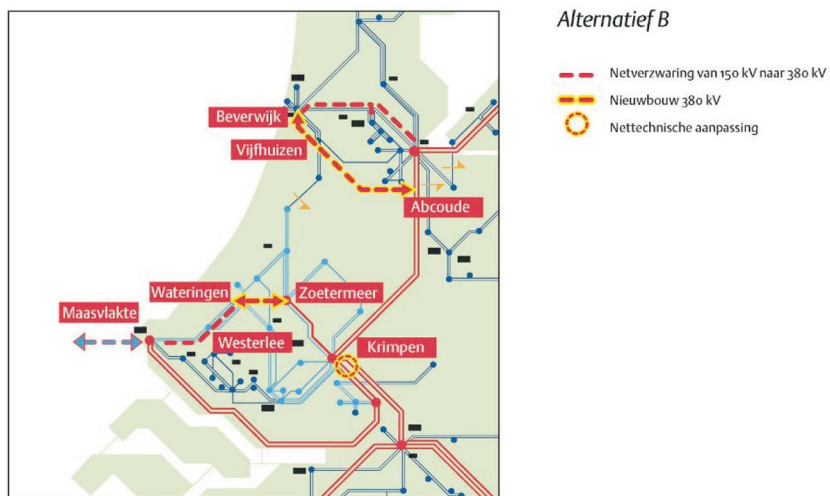 Alternatief B
Netverzwaring van 150 kV naar 380 kV
Nieuwbouw 380 kV
Nettechnische aanpassing
Beverwijk
Vijfhuizen
Abcoude
Wateringen
Zoetermeer
Maasvlakte
Westerlee
Krimpen